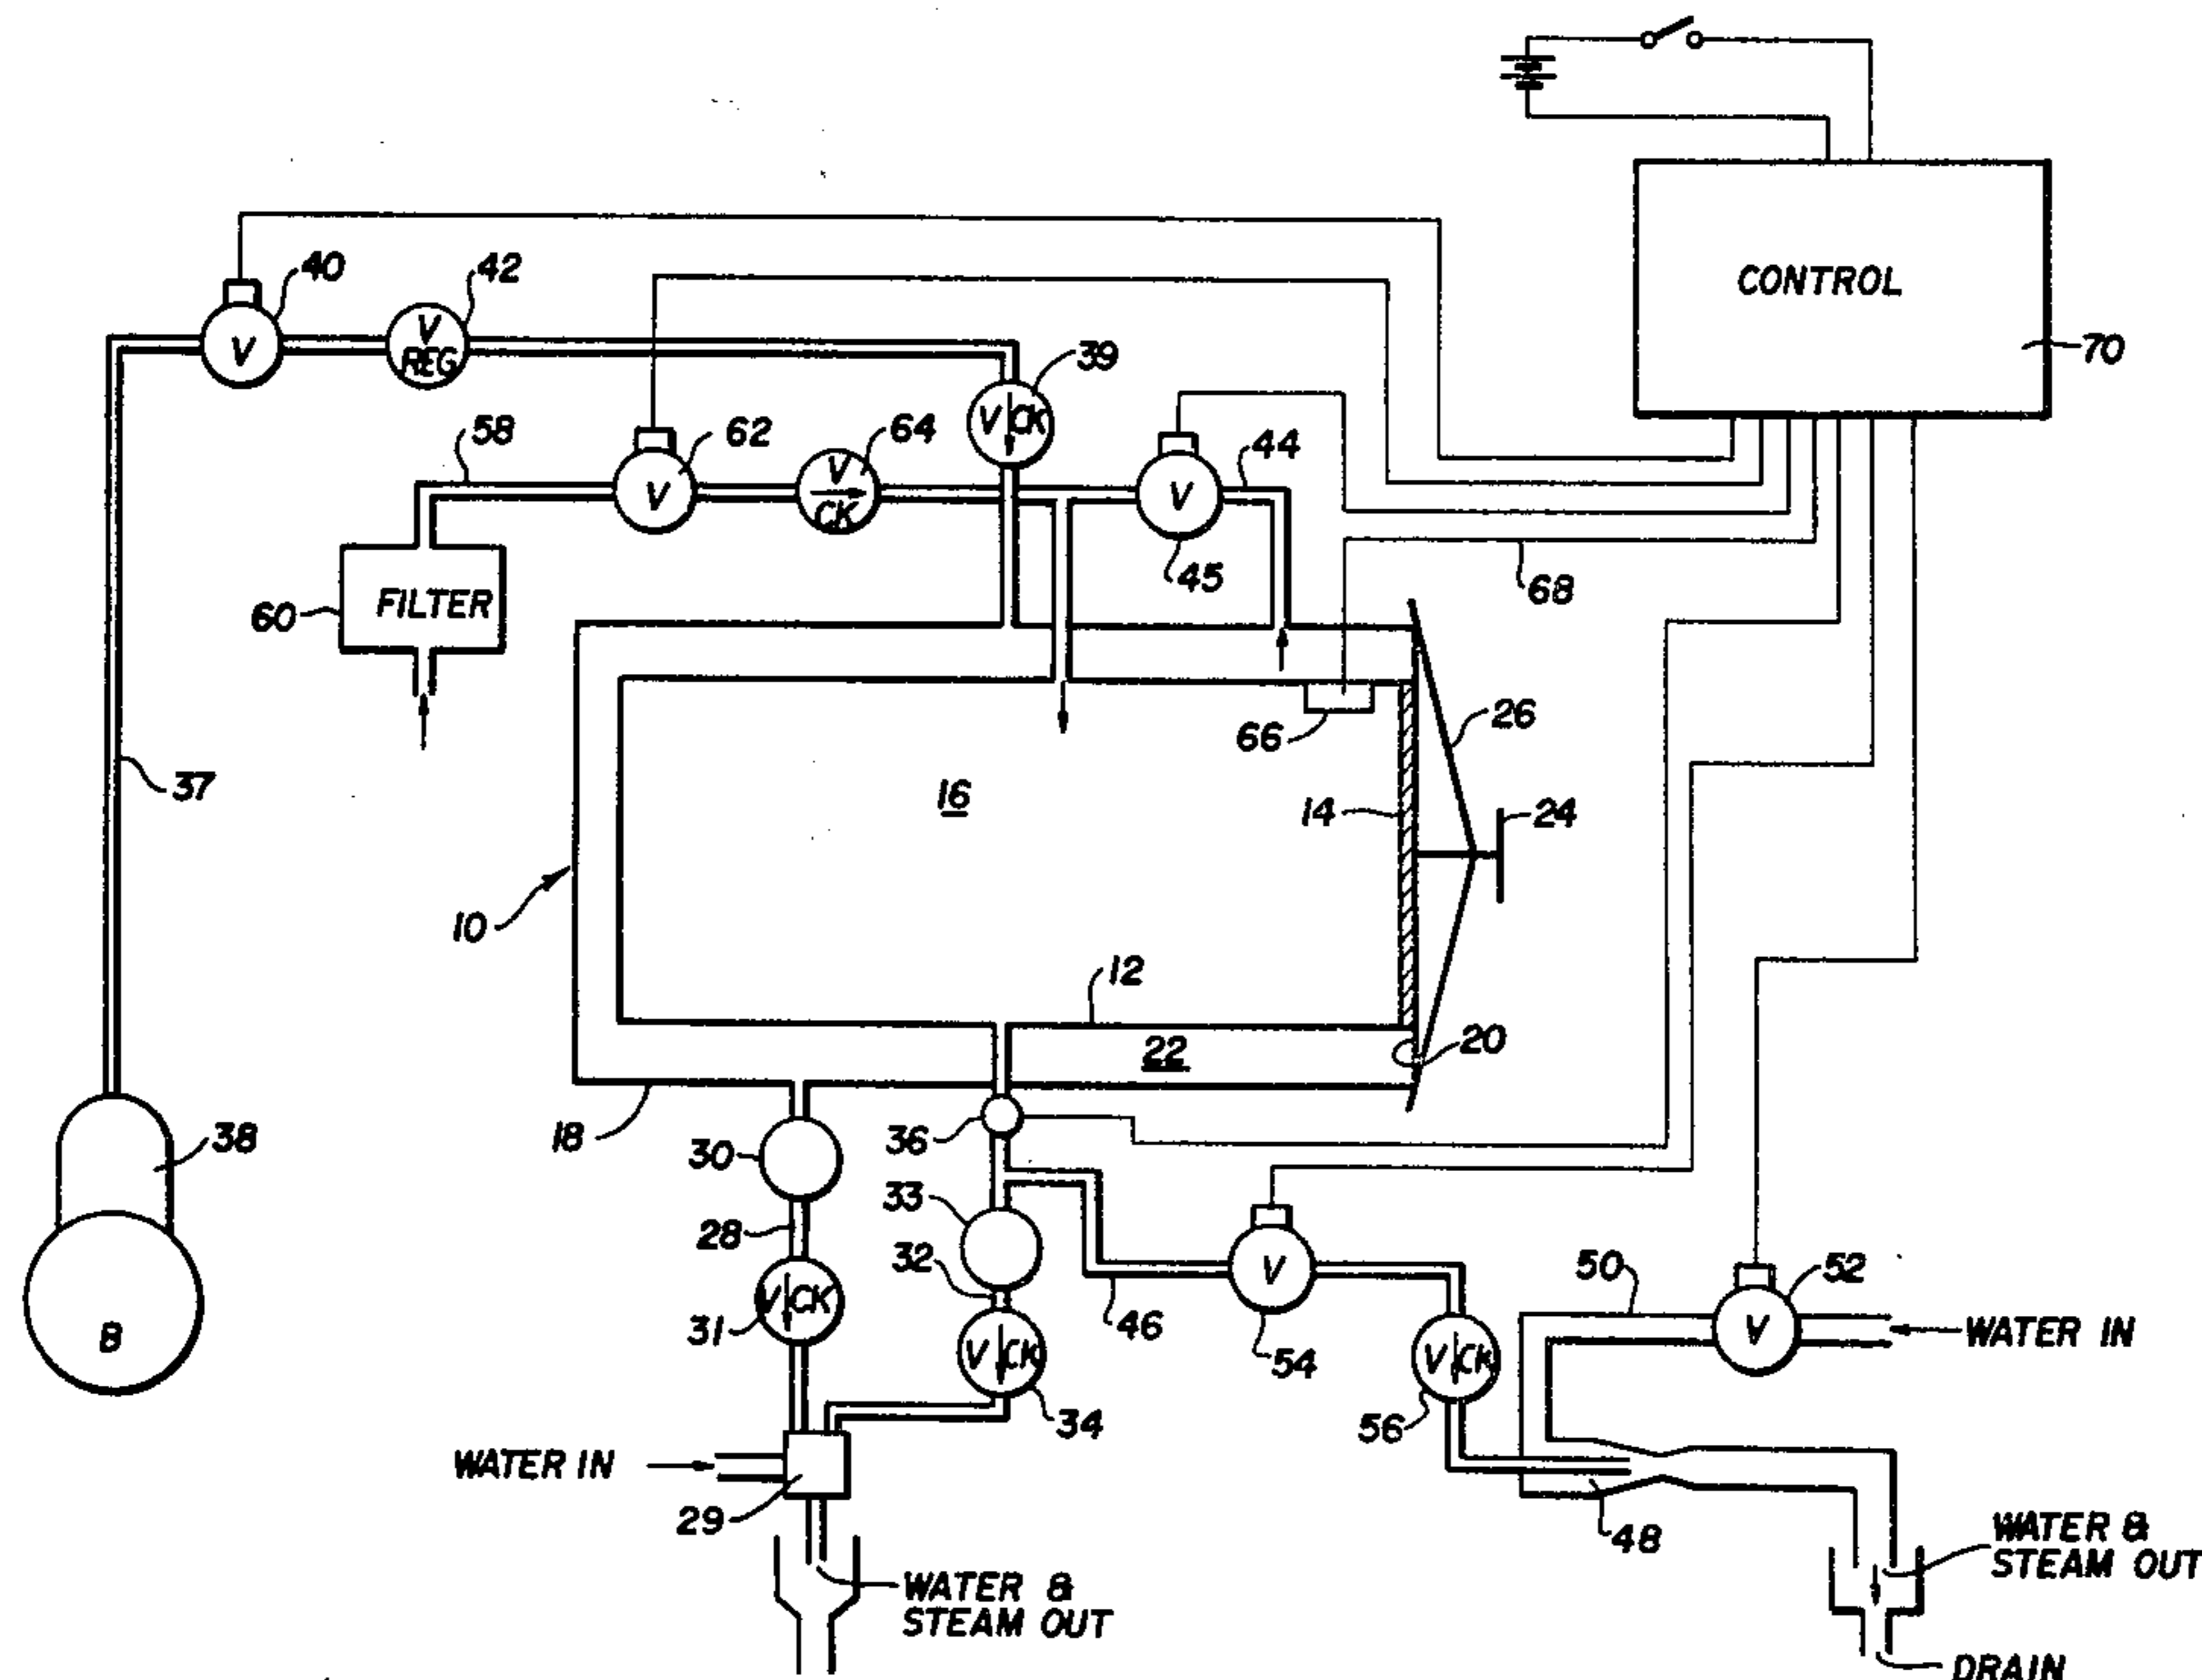 CONTROL
70
40
42
V
V
REG
39
V CK
58
62
64
44
V
V
CK
V
45
68
FILTER
60
66
26
37
16
14
24
10
12
22
20
38
18
36
30
33
28
32
B
V CK
31
V
46
54
50
52
V
WATER IN
V CK
34
V CK
56
WATER IN
29
48
WATER &
STEAM OUT
WATER &
STEAM OUT
DRAIN